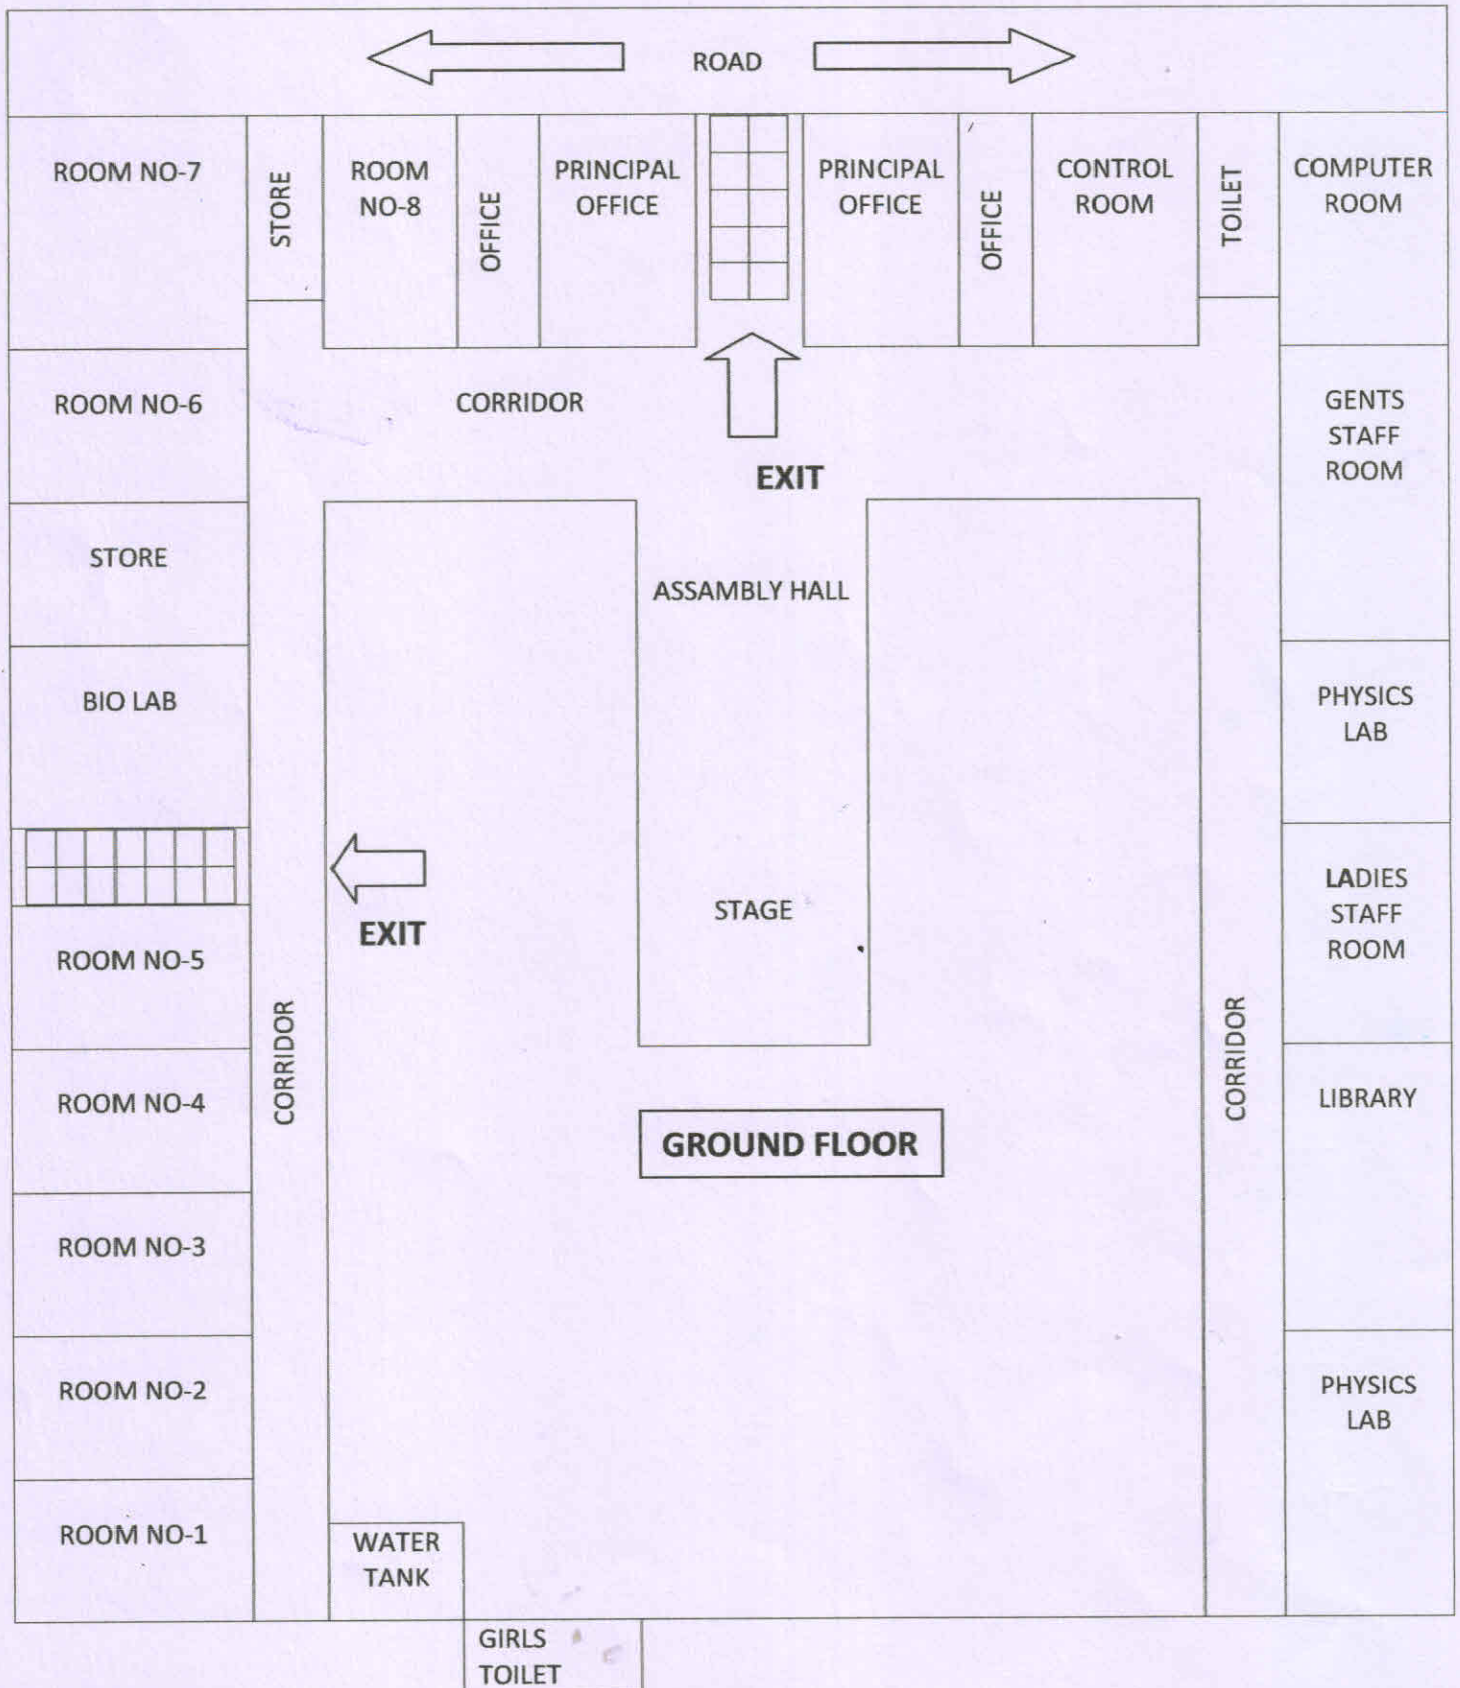 ROAD
ROOM NO-7
STORE
ROOM
NO-8
OFFICE
PRINCIPAL
OFFICE
PRINCIPAL
OFFICE
OFFICE
CONTROL
ROOM
TOILET
COMPUTER
ROOM
ROOM NO-6
CORRIDOR
EXIT
GENTS
STAFF
ROOM
STORE
ASSAMBLY HALL
BIO LAB
PHYSICS
LAB
EXIT
STAGE
LADIES
STAFF
ROOM
ROOM NO-5
CORRIDOR
CORRIDOR
ROOM NO-4
LIBRARY
GROUND FLOOR
ROOM NO-3
ROOM NO-2
PHYSICS
LAB
ROOM NO-1
WATER
TANK
GIRLS
TOILET